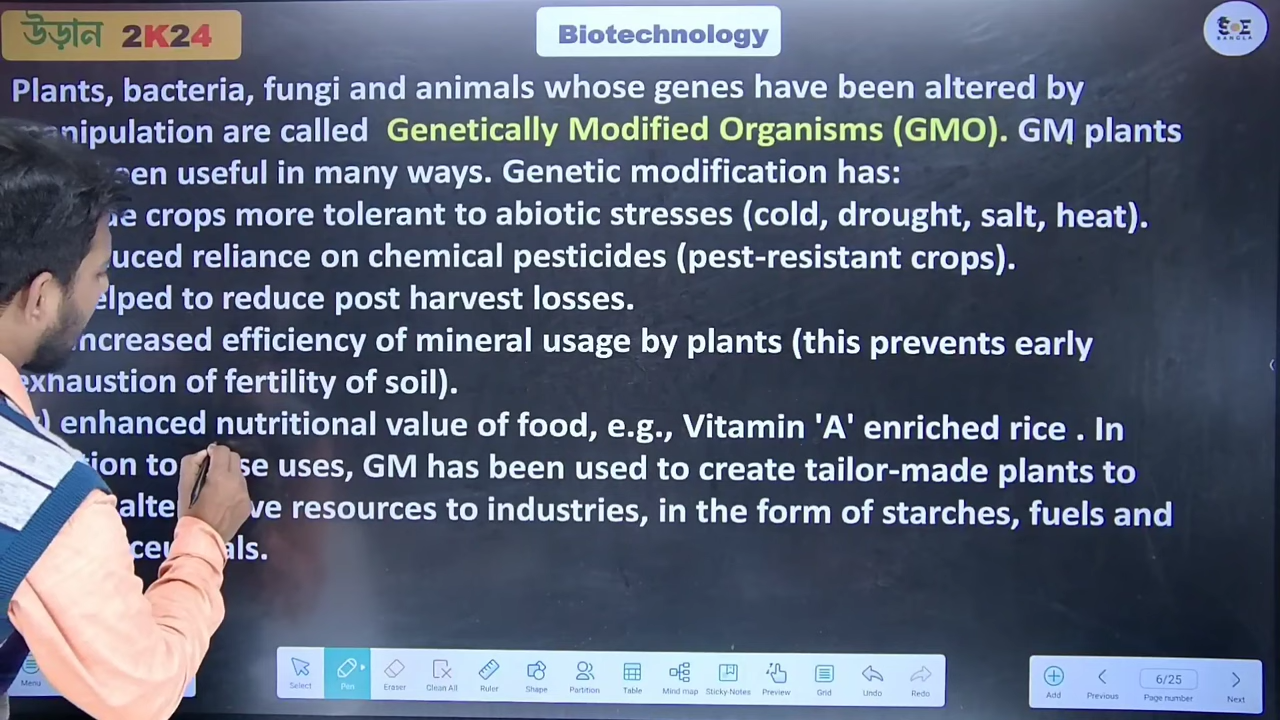 উড়ান 2K24
Biotechnology
SOE
BANGLA
Plants, bacteria, fungi and animals whose genes have been altered by
nipulation are called Genetically Modified Organisms (GMO). GM plants
een useful in many ways. Genetic modification has:
crops more tolerant to abiotic stresses (cold, drought, salt, heat).
uced reliance on chemical pesticides (pest-resistant crops).
elped to reduce post harvest losses.
increased efficiency of mineral usage by plants (this prevents early
exhaustion of fertility of soil).
) enhanced nutritional value of food, e.g., Vitamin 'A' enriched rice . In
tion to se uses, GM has been used to create tailor-made plants to
alte ve resources to industries, in the form of starches, fuels and
ceu als.
Menu
Select
Pen
Eraser
Clean All
Ruler
Shape
Partition
Table
Mind map
Sticky Notes
Preview
Grid
Undo
Redo
Add
Previous
6/25
Page number
Next